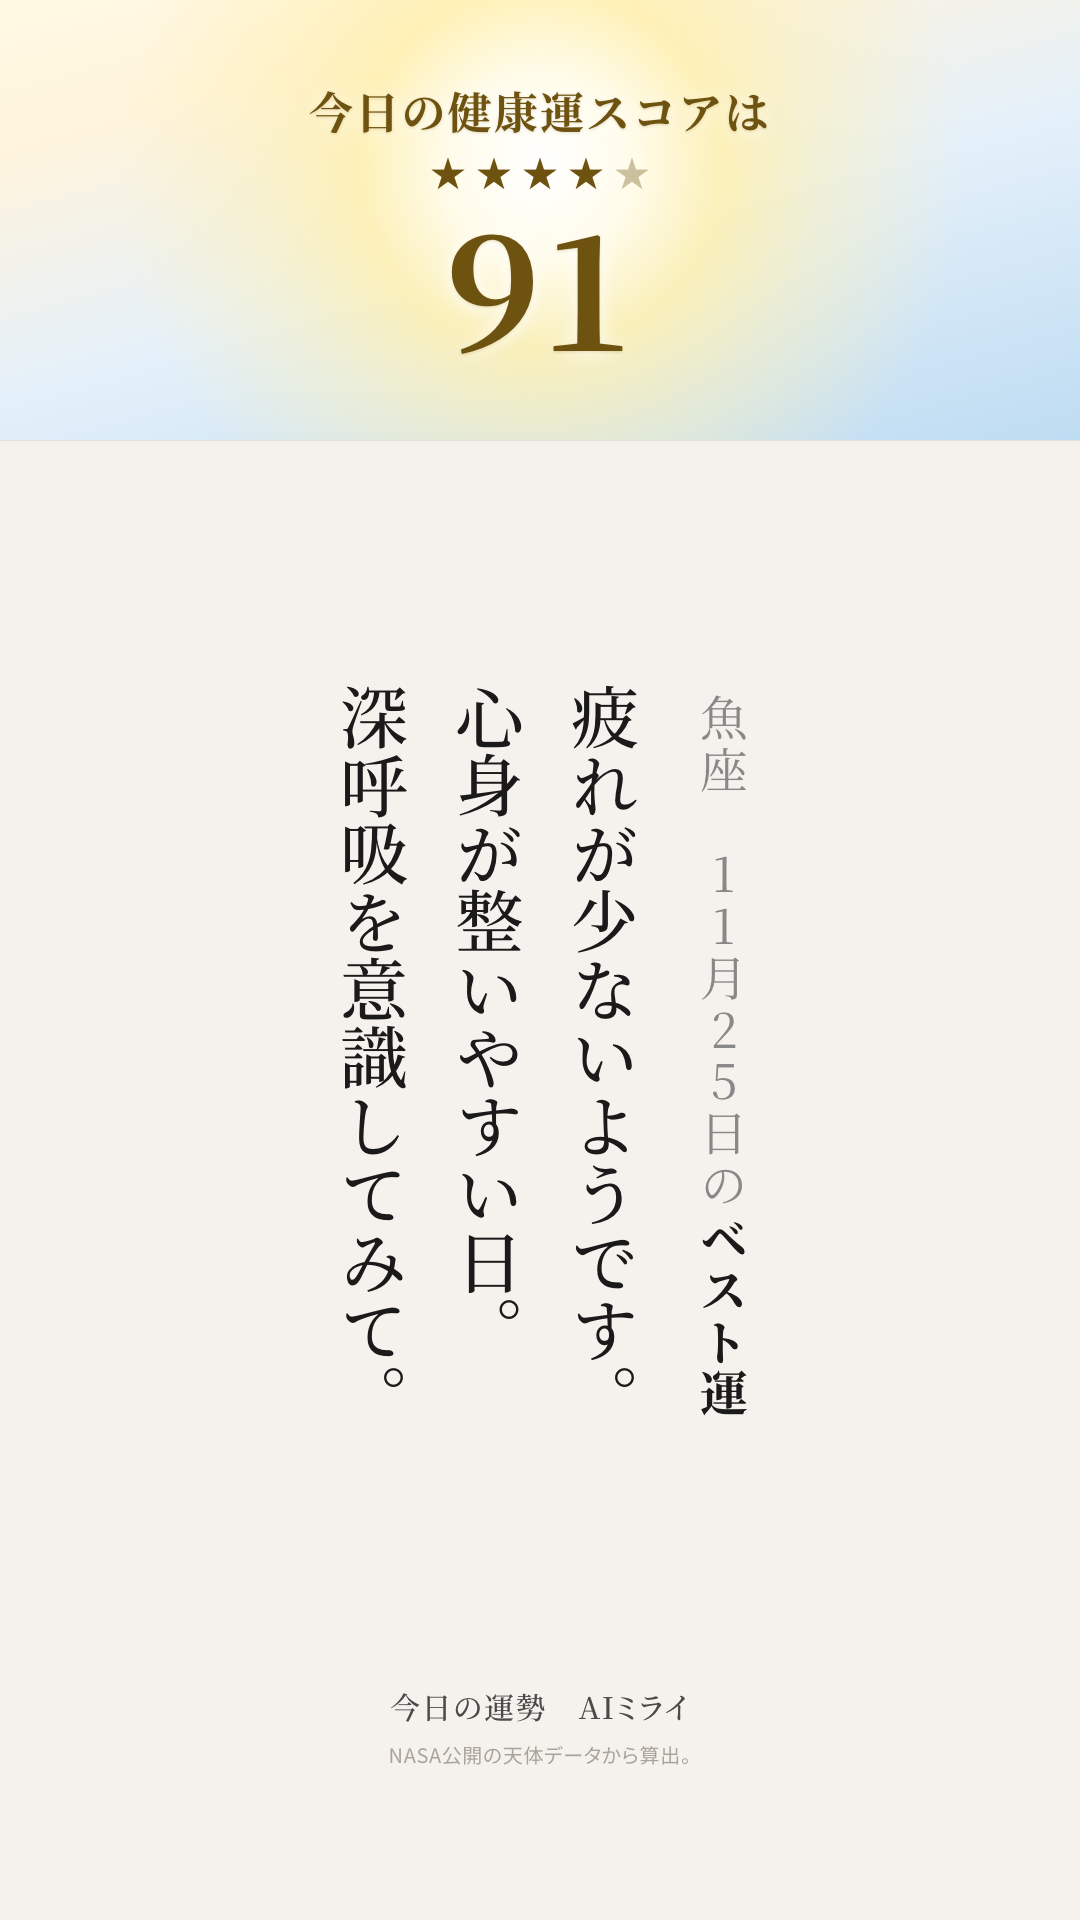 今日の健康運スコアは
★★★★★
91
魚座　11月25日のベスト運
疲れが少ないようです。
心身が整いやすい日。
深呼吸を意識してみて。
今日の運勢　AIミライ
NASA公開の天体データから算出。